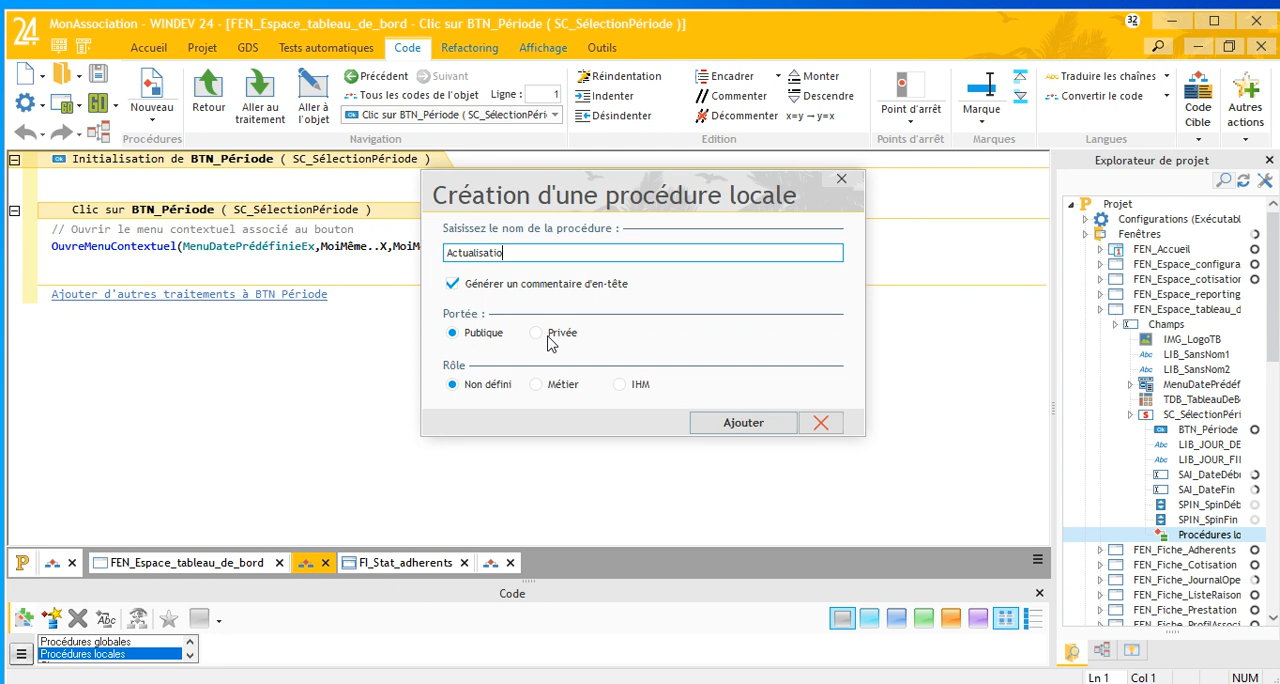 24 MonAssociation - WINDEV 24 - [FEN_Espace_tableau_de_bord - Clic sur BTN_Période ( SC_SélectionPériode )] 32
Accueil Projet GDS Tests automatiques Code Refactoring Affichage Outils
Nouveau
Procédures
Retour
Aller au traitement
Aller à l'objet
Précédent Suivant
Tous les codes de l'objet Ligne : 1
Clic sur BTN_Période ( SC_SélectionPéri
Navigation
Réindentation
Indenter
Désindenter
Encadrer
Commenter
Décommenter
Monter
Descendre
x=y→y=x
Edition
Point d'arrêt
Points d'arrêt
Marque
Marques
Traduire les chaînes
Convertir le code
Langues
Code Cible
Autres actions
Initialisation de BTN_Période ( SC_SélectionPériode )
Clic sur BTN_Période ( SC_SélectionPériode )
// Ouvrir le menu contextuel associé au bouton
OuvreMenuContextuel(MenuDatePrédéfinieEx,MoiMême..X,MoiM
Ajouter d'autres traitements à BTN Période
Création d'une procédure locale
Saisissez le nom de la procédure :
Actualisatio
Générer un commentaire d'en-tête
Portée :
Publique Privée
Rôle
Non défini Métier IHM
Ajouter
Explorateur de projet
Projet
Configurations (Exécutabl
Fenêtres
FEN_Accueil
FEN_Espace_configura
FEN_Espace_cotisation
FEN_Espace_reporting
FEN_Espace_tableau_d
Champs
IMG_LogoTB
LIB_SansNom1
LIB_SansNom2
MenuDatePrédéf
TDB_TableauDeB
SC_SélectionPéri
BTN_Période
LIB_JOUR_DE
LIB_JOUR_FI
SAI_DateDébu
SAI_DateFin
SPIN_SpinDéb
SPIN_SpinFin
Procédures lo
FEN_Fiche_Adherents
FEN_Fiche_Cotisation
FEN_Fiche_JournalOpe
FEN_Fiche_ListeRaison
FEN_Fiche_Prestation
FEN_Fiche_ProfilAssoci
FEN_Espace_tableau_de_bord FI_Stat_adherents
Code
Procédures globales
Procédures locales
Ln 1 Col 1 NUM